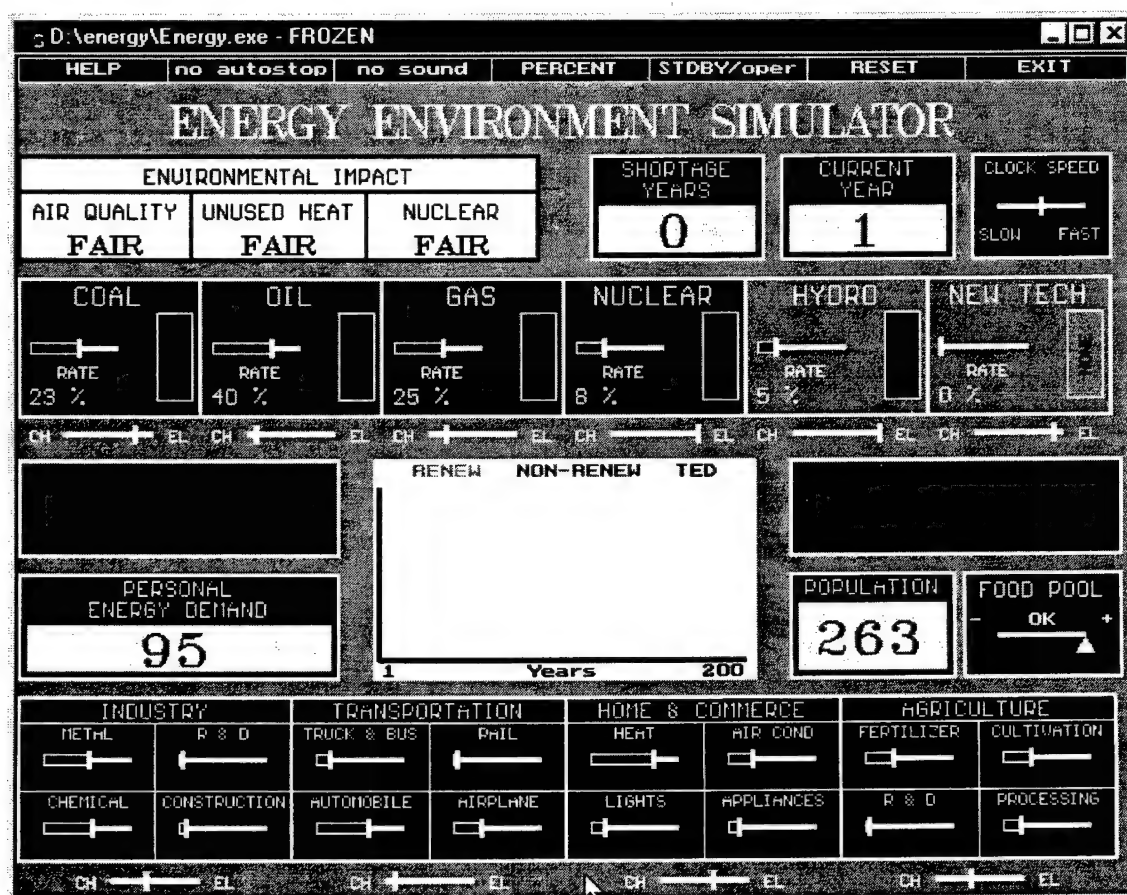 D:\energy\Energy.exe - FROZEN
HELP no autostop no sound PERCENT STDBY/oper RESET EXIT
ENERGY ENVIRONMENT SIMULATOR
ENVIRONMENTAL IMPACT
AIR QUALITY UNUSED HEAT NUCLEAR
FAIR FAIR FAIR
SHORTAGE YEARS
0
CURRENT YEAR
1
CLOCK SPEED
SLOW FAST
COAL OIL GAS NUCLEAR HYDRO NEW TECH
RATE RATE RATE RATE RATE RATE
23 % 40 % 25 % 8 % 5 % 0 %
NONE
CH EL CH EL CH EL CH EL CH EL CH EL
RENEW NON-RENEW TED
1 Years 200
PERSONAL
ENERGY DEMAND
95
POPULATION
263
FOOD POOL
- OK +
INDUSTRY TRANSPORTATION HOME & COMMERCE AGRICULTURE
METAL R & D TRUCK & BUS RAIL HEAT AIR COND FERTILIZER CULTIVATION
CHEMICAL CONSTRUCTION AUTOMOBILE AIRPLANE LIGHTS APPLIANCES R & D PROCESSING
CH EL CH EL CH EL CH EL